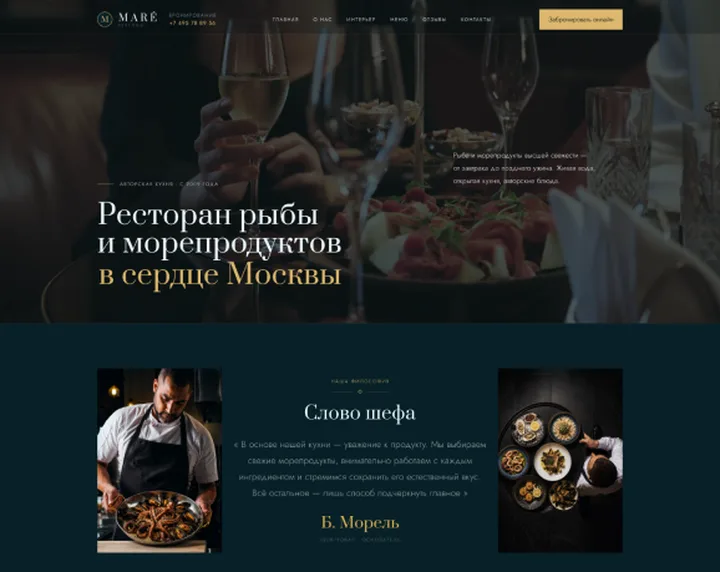 MARÉ
БРОНИРОВАНИЕ
+7 495 78 89 56
ГЛАВНАЯ О НАС ИНТЕРЬЕР МЕНЮ ОТЗЫВЫ КОНТАКТЫ
Забронировать онлайн
Рыба и морепродукты высшей свежести —
от завтрака до позднего ужина. Живая вода,
открытая кухня, авторские блюда.
АВТОРСКАЯ КУХНЯ · С ГОДА
Ресторан рыбы
и морепродуктов
в сердце Москвы
НАША ФИЛОСОФИЯ
Слово шефа
« В основе нашей кухни — уважение к продукту. Мы выбираем
свежие морепродукты, внимательно работаем с каждым
ингредиентом и стремимся сохранить его естественный вкус.
Всё остальное — лишь способ подчеркнуть главное »
Б. Морель